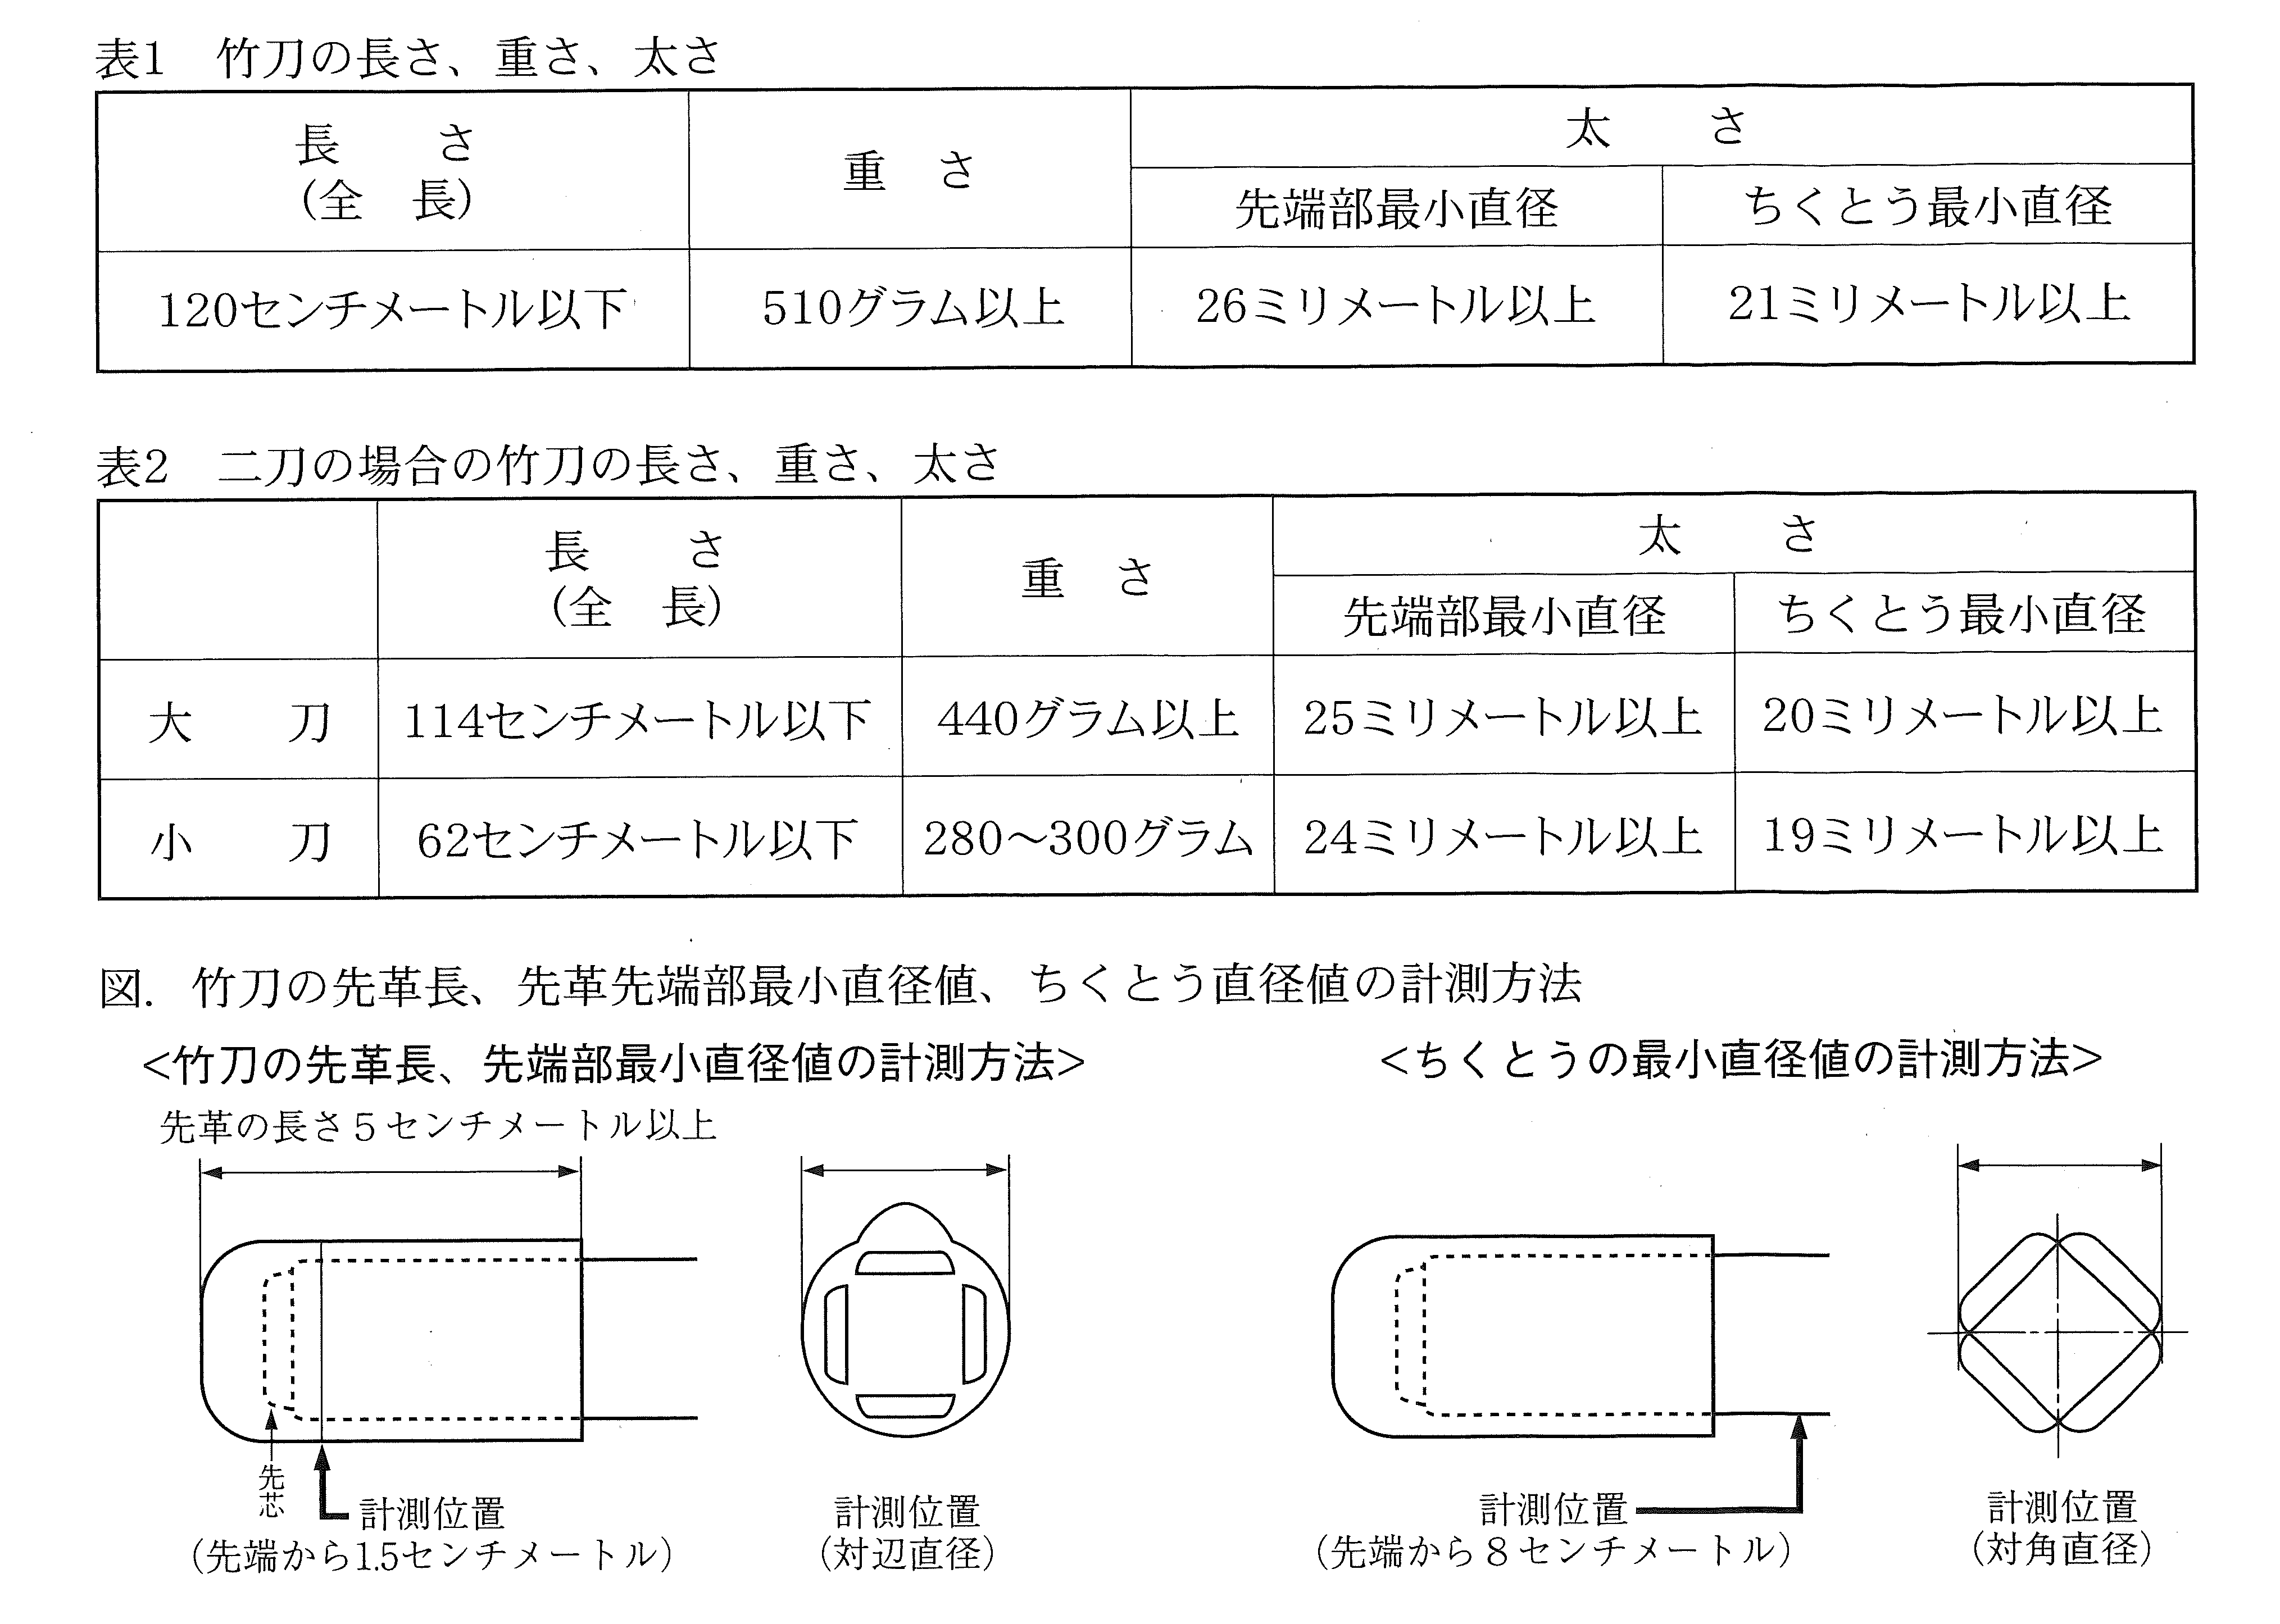 表1　竹刀の長さ、重さ、太さ
長　さ
(全　長)
重　さ
太　さ
先端部最小直径
ちくとう最小直径
120センチメートル以下
510グラム以上
26ミリメートル以上
21ミリメートル以上
表2　二刀の場合の竹刀の長さ、重さ、太さ
長　さ
(全　長)
重　さ
太　さ
先端部最小直径
ちくとう最小直径
大　刀
114センチメートル以下
440グラム以上
25ミリメートル以上
20ミリメートル以上
小　刀
62センチメートル以下
280〜300グラム
24ミリメートル以上
19ミリメートル以上
図.　竹刀の先革長、先革先端部最小直径値、ちくとう直径値の計測方法
<竹刀の先革長、先端部最小直径値の計測方法>
<ちくとうの最小直径値の計測方法>
先革の長さ５センチメートル以上
先芯
計測位置
(先端から1.5センチメートル)
計測位置
(対辺直径)
計測位置
(先端から８センチメートル)
計測位置
(対角直径)